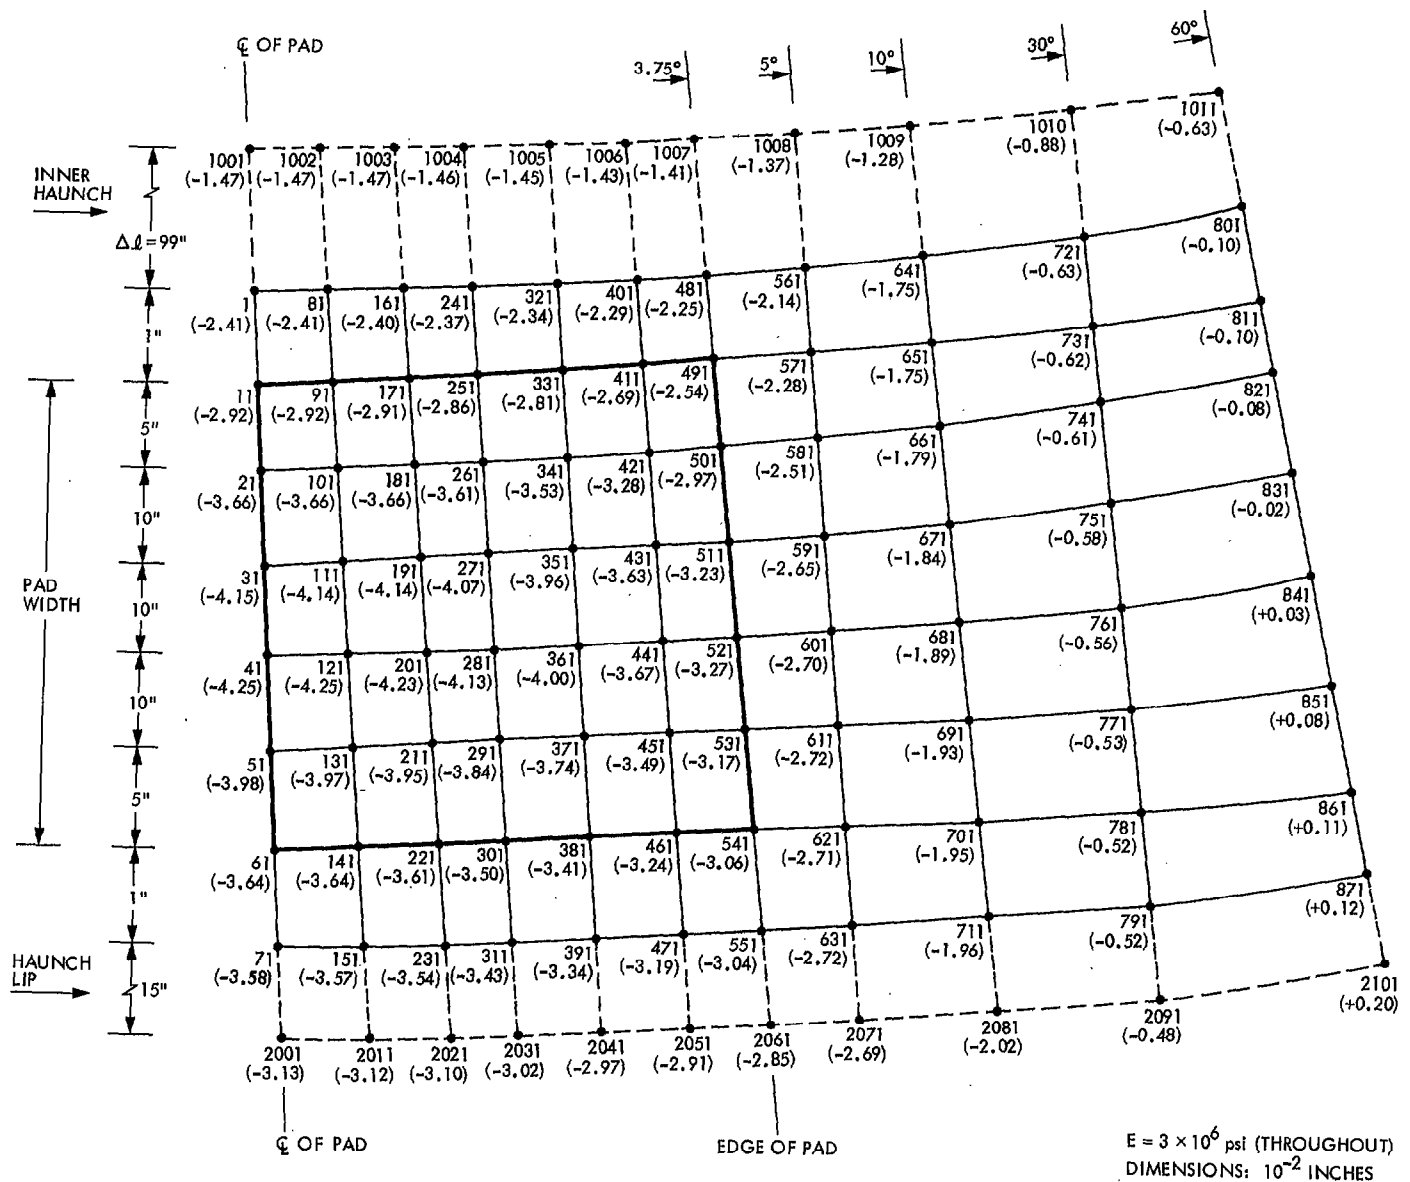 ℄ OF PAD
3.75° 5° 10° 30° 60°
1001 1002 1003 1004 1005 1006 1007 1008 1009 1010 1011
(-1.47) (-1.47) (-1.47) (-1.46) (-1.45) (-1.43) (-1.41) (-1.37) (-1.28) (-0.88) (-0.63)
INNER
HAUNCH
Δℓ = 99"
1 81 161 241 321 401 481 561 641 721 801
(-2.41) (-2.41) (-2.40) (-2.37) (-2.34) (-2.29) (-2.25) (-2.14) (-1.75) (-0.63) (-0.10)
1"
11 91 171 251 331 411 491 571 651 731 811
(-2.92) (-2.92) (-2.91) (-2.86) (-2.81) (-2.69) (-2.54) (-2.28) (-1.75) (-0.62) (-0.10)
5"
21 101 181 261 341 421 501 581 661 741 821
(-3.66) (-3.66) (-3.66) (-3.61) (-3.53) (-3.28) (-2.97) (-2.51) (-1.79) (-0.61) (-0.08)
10"
31 111 191 271 351 431 511 591 671 751 831
(-4.15) (-4.14) (-4.14) (-4.07) (-3.96) (-3.63) (-3.23) (-2.65) (-1.84) (-0.58) (-0.02)
PAD
WIDTH
10"
41 121 201 281 361 441 521 601 681 761 841
(-4.25) (-4.25) (-4.23) (-4.13) (-4.00) (-3.67) (-3.27) (-2.70) (-1.89) (-0.56) (+0.03)
10"
51 131 211 291 371 451 531 611 691 771 851
(-3.98) (-3.97) (-3.95) (-3.84) (-3.74) (-3.49) (-3.17) (-2.72) (-1.93) (-0.53) (+0.08)
5"
61 141 221 301 381 461 541 621 701 781 861
(-3.64) (-3.64) (-3.61) (-3.50) (-3.41) (-3.24) (-3.06) (-2.71) (-1.95) (-0.52) (+0.11)
1"
71 151 231 311 391 471 551 631 711 791 871
(-3.58) (-3.57) (-3.54) (-3.43) (-3.34) (-3.19) (-3.04) (-2.72) (-1.96) (-0.52) (+0.12)
HAUNCH
LIP
15"
2001 2011 2021 2031 2041 2051 2061 2071 2081 2091 2101
(-3.13) (-3.12) (-3.10) (-3.02) (-2.97) (-2.91) (-2.85) (-2.69) (-2.02) (-0.48) (+0.20)
℄ OF PAD
EDGE OF PAD
E = 3 × 10⁶ psi (THROUGHOUT)
DIMENSIONS: 10⁻² INCHES